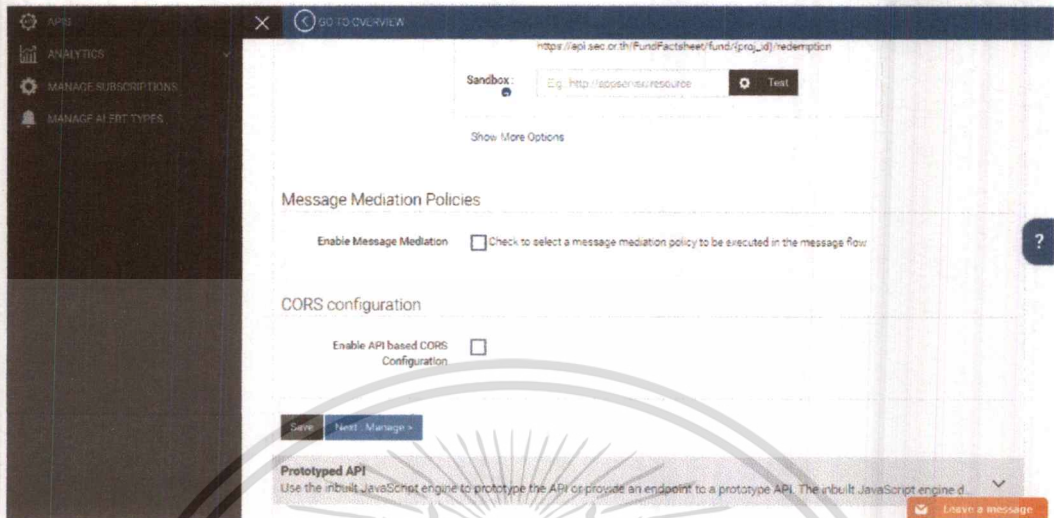 APIS
GO TO OVERVIEW
ANALYTICS
MANAGE SUBSCRIPTIONS
MANAGE ALERT TYPES
https://api.sec.or.th/FundFactsheet/fund/{proj_id}/redemption
Sandbox :
E.g. http://appserver/resource
Test
Show More Options
Message Mediation Policies
Enable Message Mediation
Check to select a message mediation policy to be executed in the message flow
CORS configuration
Enable API based CORS
Configuration
Save
Next : Manage >
Prototyped API
Use the inbuilt JavaScript engine to prototype the API or provide an endpoint to a prototype API. The inbuilt JavaScript engine d...
?
Leave a message